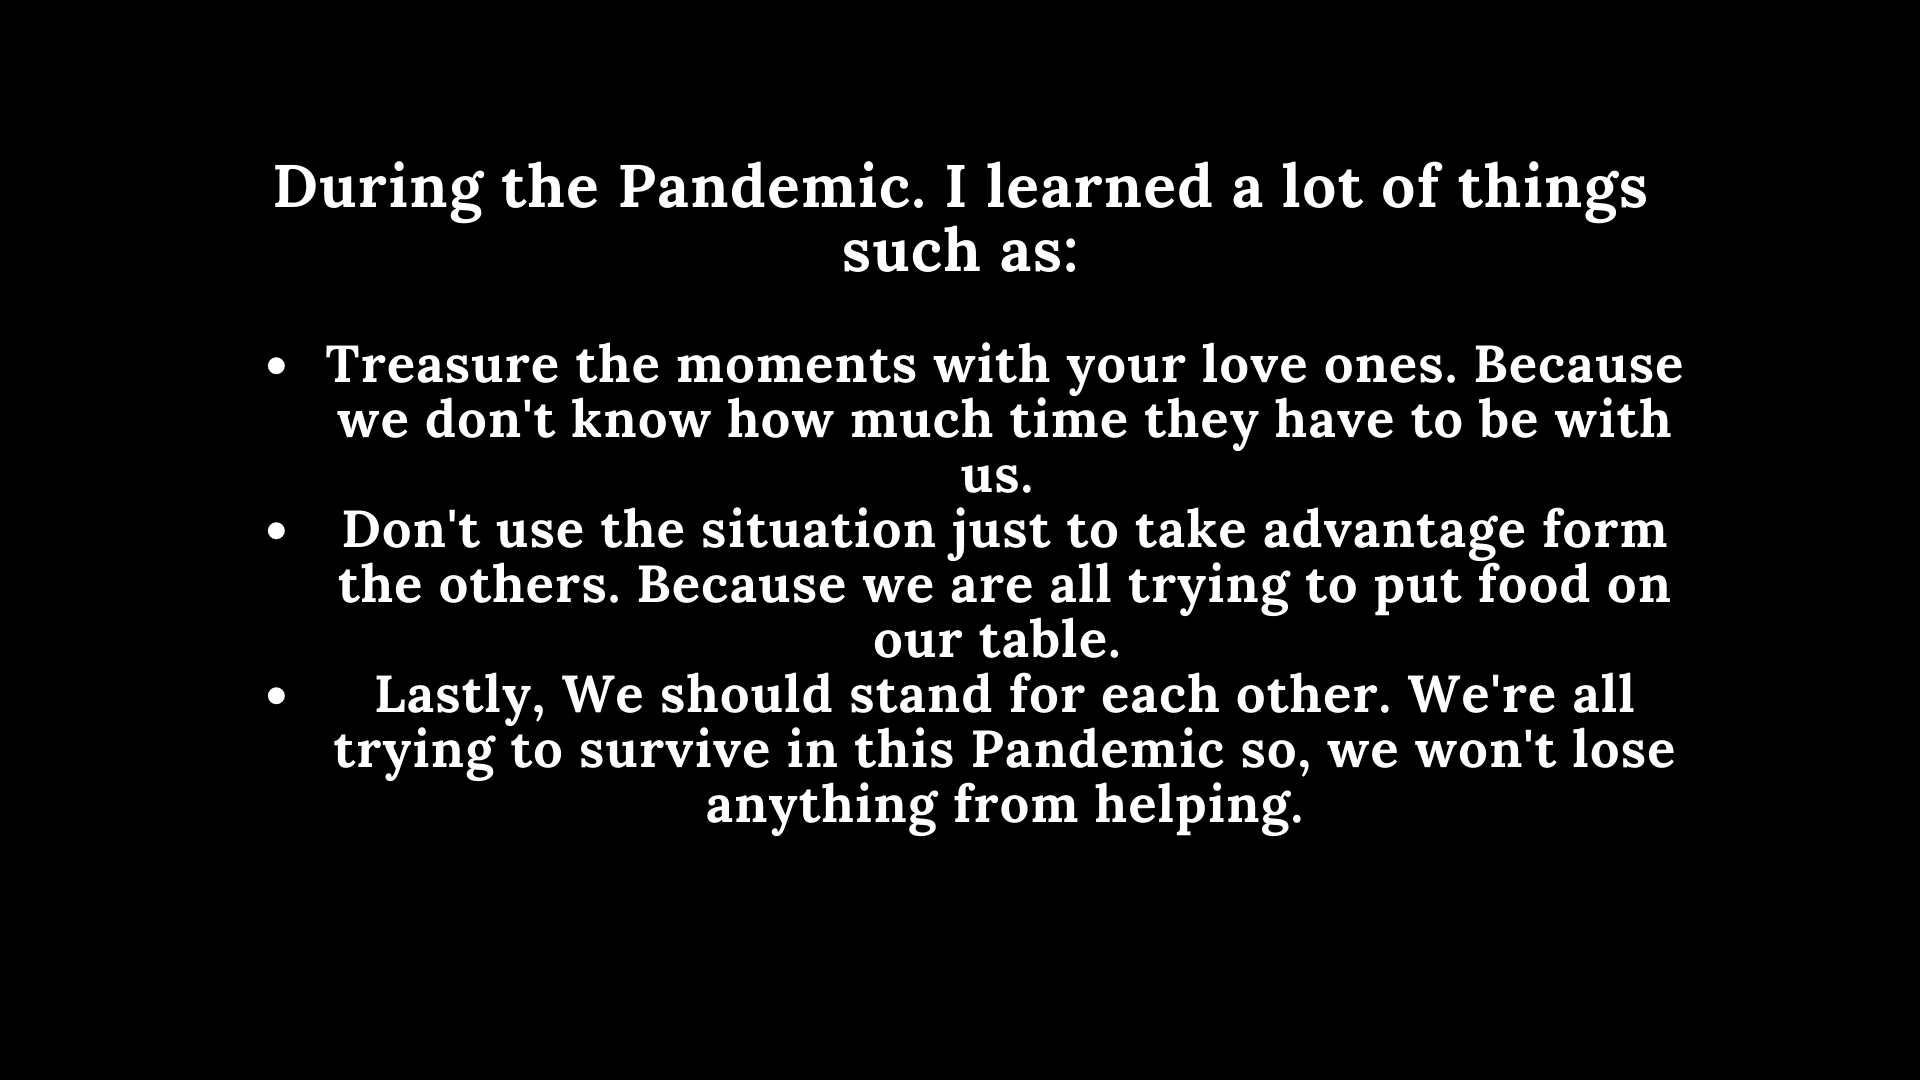 During the Pandemic. I learned a lot of things
such as:
• Treasure the moments with your love ones. Because
we don't know how much time they have to be with
us.
• Don't use the situation just to take advantage form
the others. Because we are all trying to put food on
our table.
• Lastly, We should stand for each other. We're all
trying to survive in this Pandemic so, we won't lose
anything from helping.